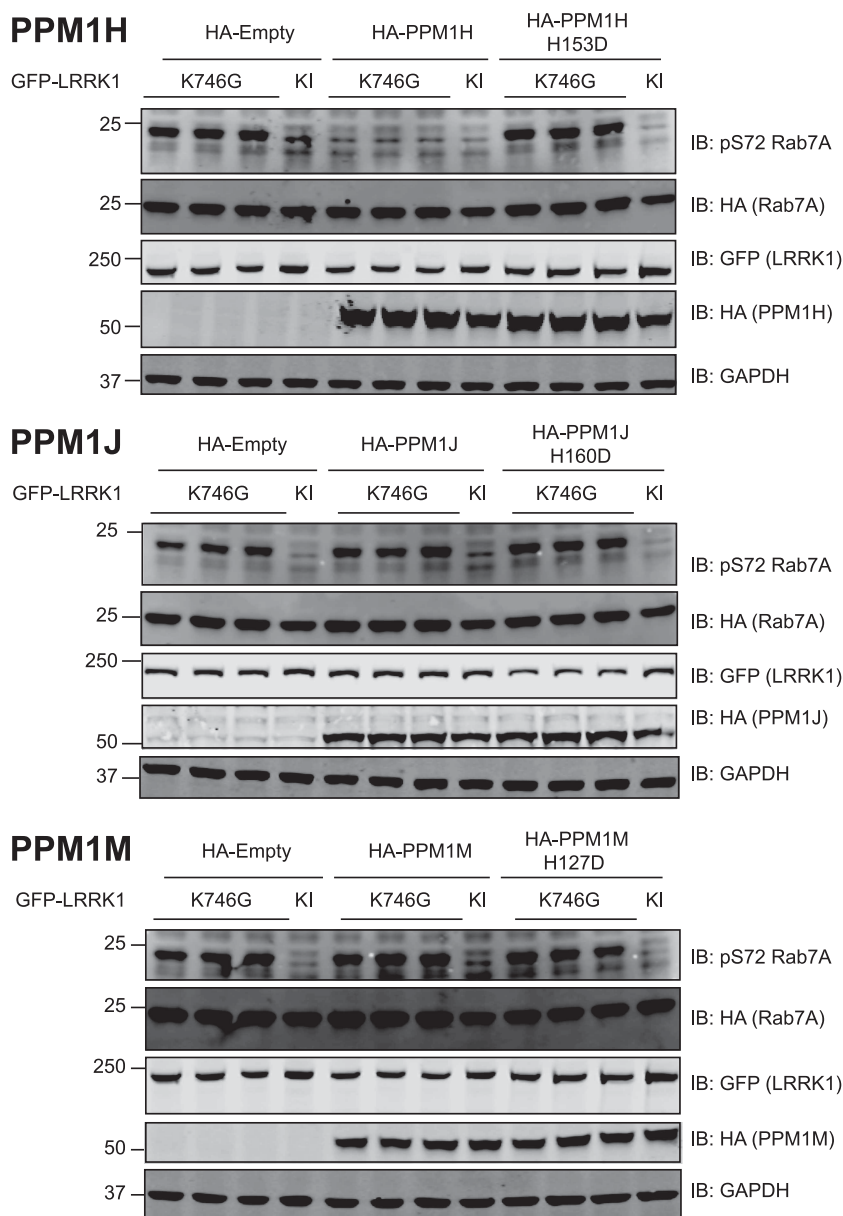 PPM1H
HA-Empty HA-PPM1H HA-PPM1H
H153D
GFP-LRRK1 K746G KI K746G KI K746G KI
25 IB: pS72 Rab7A
25 IB: HA (Rab7A)
250 IB: GFP (LRRK1)
50 IB: HA (PPM1H)
37 IB: GAPDH
PPM1J
HA-Empty HA-PPM1J HA-PPM1J
H160D
GFP-LRRK1 K746G KI K746G KI K746G KI
25 IB: pS72 Rab7A
25 IB: HA (Rab7A)
250 IB: GFP (LRRK1)
50 IB: HA (PPM1J)
37 IB: GAPDH
PPM1M
HA-Empty HA-PPM1M HA-PPM1M
H127D
GFP-LRRK1 K746G KI K746G KI K746G KI
25 IB: pS72 Rab7A
25 IB: HA (Rab7A)
250 IB: GFP (LRRK1)
50 IB: HA (PPM1M)
37 IB: GAPDH